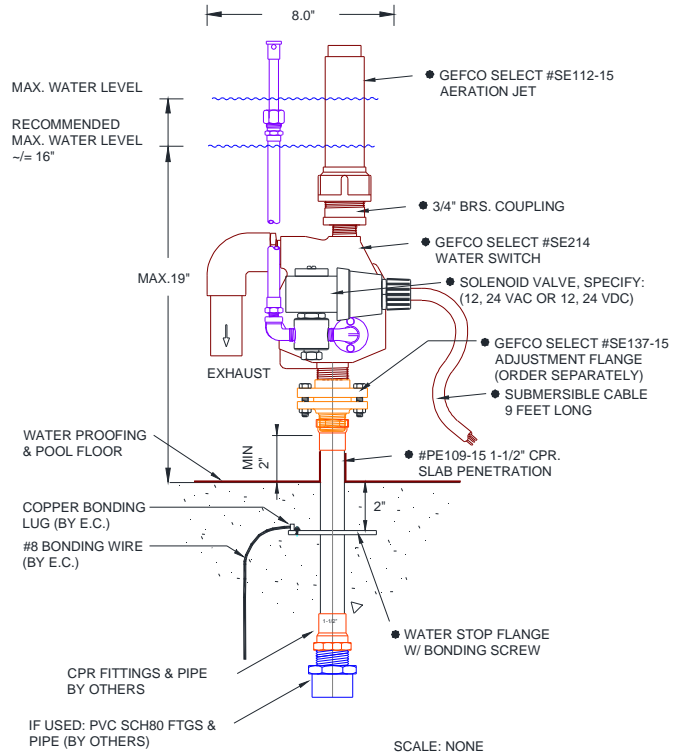 8.0"
MAX. WATER LEVEL
● GEFCO SELECT #SE112-15
AERATION JET
RECOMMENDED
MAX. WATER LEVEL
~/= 16"
● 3/4" BRS. COUPLING
● GEFCO SELECT #SE214
WATER SWITCH
MAX.19"
● SOLENOID VALVE, SPECIFY:
(12, 24 VAC OR 12, 24 VDC)
EXHAUST
● GEFCO SELECT #SE137-15
ADJUSTMENT FLANGE
(ORDER SEPARATELY)
● SUBMERSIBLE CABLE
9 FEET LONG
WATER PROOFING
& POOL FLOOR
MIN
2"
● #PE109-15 1-1/2" CPR.
SLAB PENETRATION
COPPER BONDING
LUG (BY E.C.)
2"
#8 BONDING WIRE
(BY E.C.)
1-1/2"
● WATER STOP FLANGE
W/ BONDING SCREW
CPR FITTINGS & PIPE
BY OTHERS
IF USED: PVC SCH80 FTGS &
PIPE (BY OTHERS)
SCALE: NONE